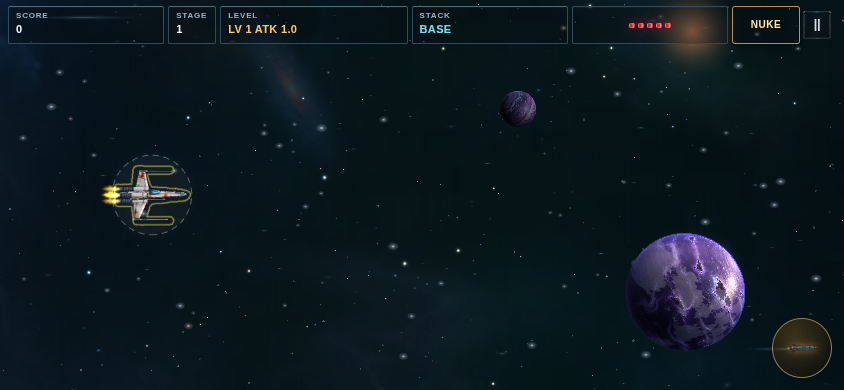 SCORE
0
STAGE
1
LEVEL
LV 1 ATK 1.0
STACK
BASE
NUKE